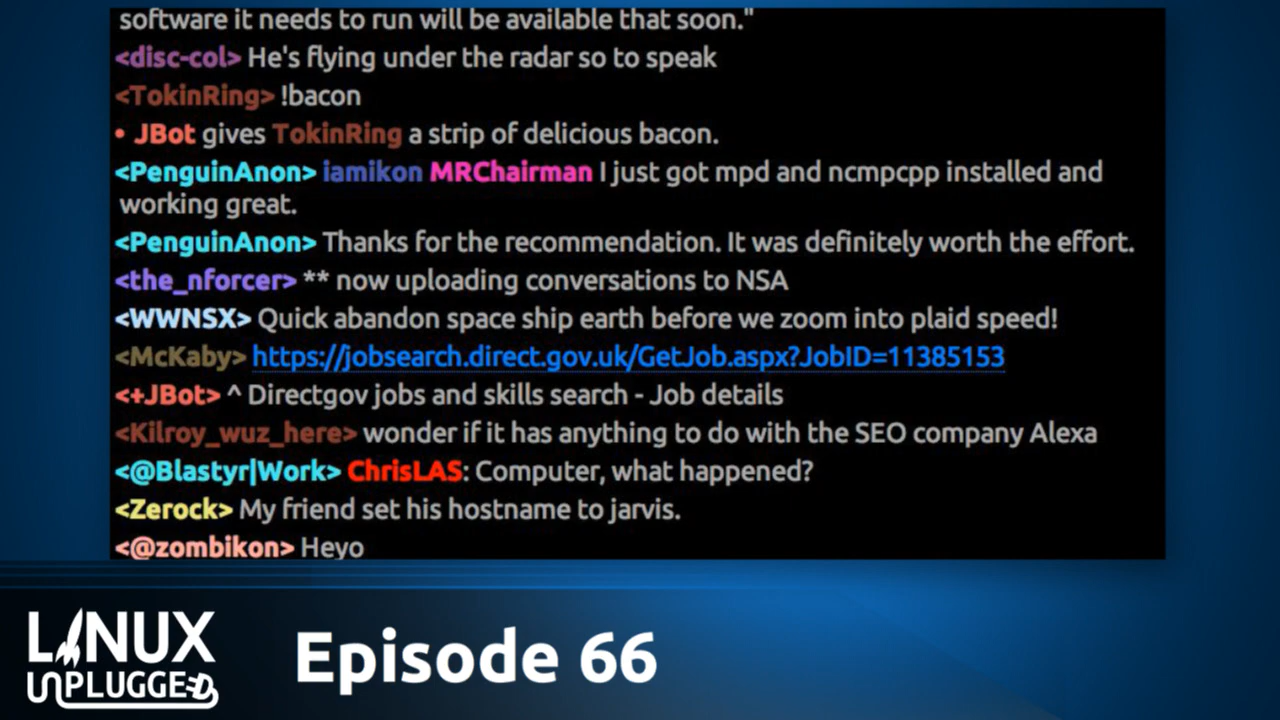 software it needs to run will be available that soon."
<disc-col> He's flying under the radar so to speak
<TokinRing> !bacon
• JBot gives TokinRing a strip of delicious bacon.
<PenguinAnon> iamikon MRChairman I just got mpd and ncmpcpp installed and
working great.
<PenguinAnon> Thanks for the recommendation. It was definitely worth the effort.
<the_nforcer> ** now uploading conversations to NSA
<WWNSX> Quick abandon space ship earth before we zoom into plaid speed!
<McKaby> https://jobsearch.direct.gov.uk/GetJob.aspx?JobID=11385153
<+JBot> ^ Directgov jobs and skills search - Job details
<Kilroy_wuz_here> wonder if it has anything to do with the SEO company Alexa
<@Blastyr|Work> ChrisLAS: Computer, what happened?
<Zerock> My friend set his hostname to jarvis.
<@zombikon> Heyo
LINUX
UNPLUGGED
Episode 66